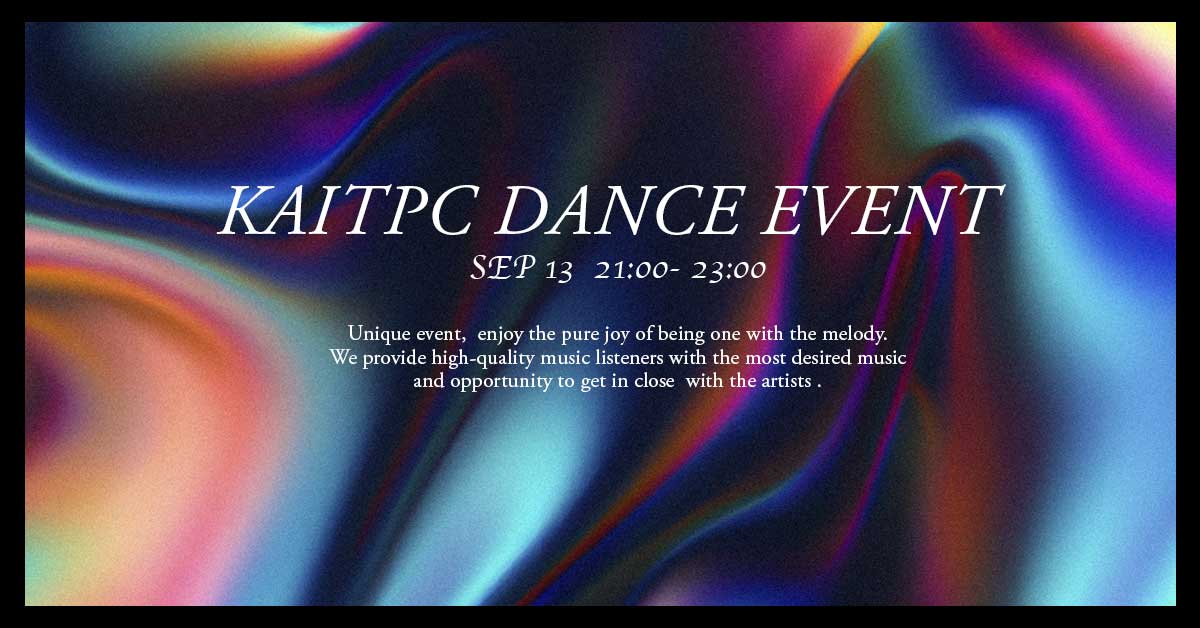 KAITPC DANCE EVENT
SEP 13  21:00- 23:00
Unique event,  enjoy the pure joy of being one with the melody.
We provide high-quality music listeners with the most desired music
and opportunity to get in close  with the artists .